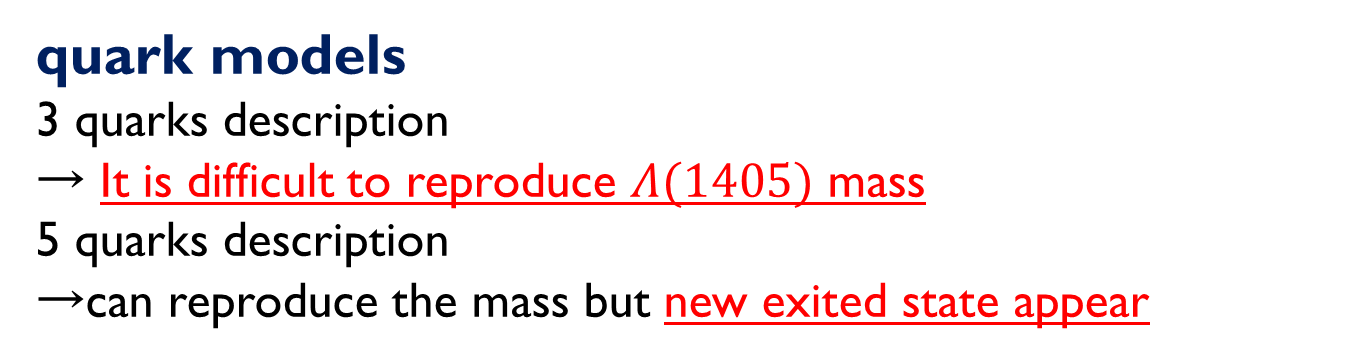 quark models
3 quarks description
→ It is difficult to reproduce Λ(1405) mass
5 quarks description
→can reproduce the mass but new exited state appear